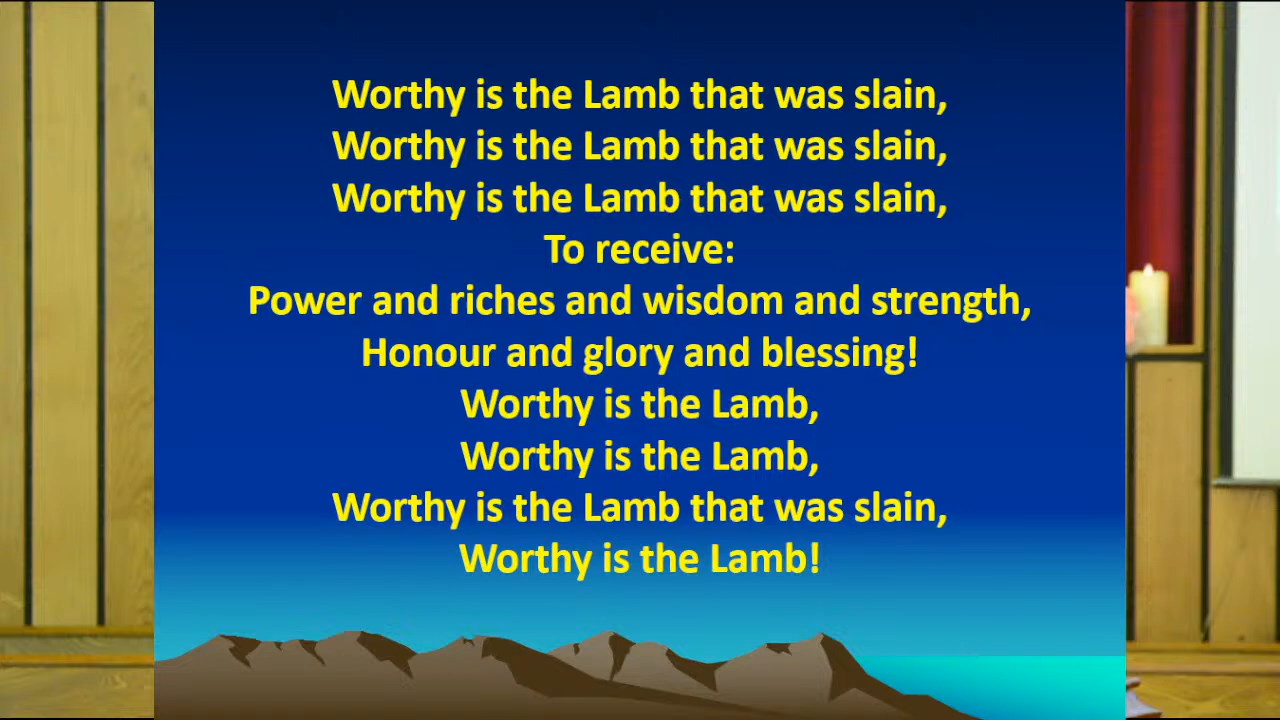 Worthy is the Lamb that was slain,
Worthy is the Lamb that was slain,
Worthy is the Lamb that was slain,
To receive:
Power and riches and wisdom and strength,
Honour and glory and blessing!
Worthy is the Lamb,
Worthy is the Lamb,
Worthy is the Lamb that was slain,
Worthy is the Lamb!